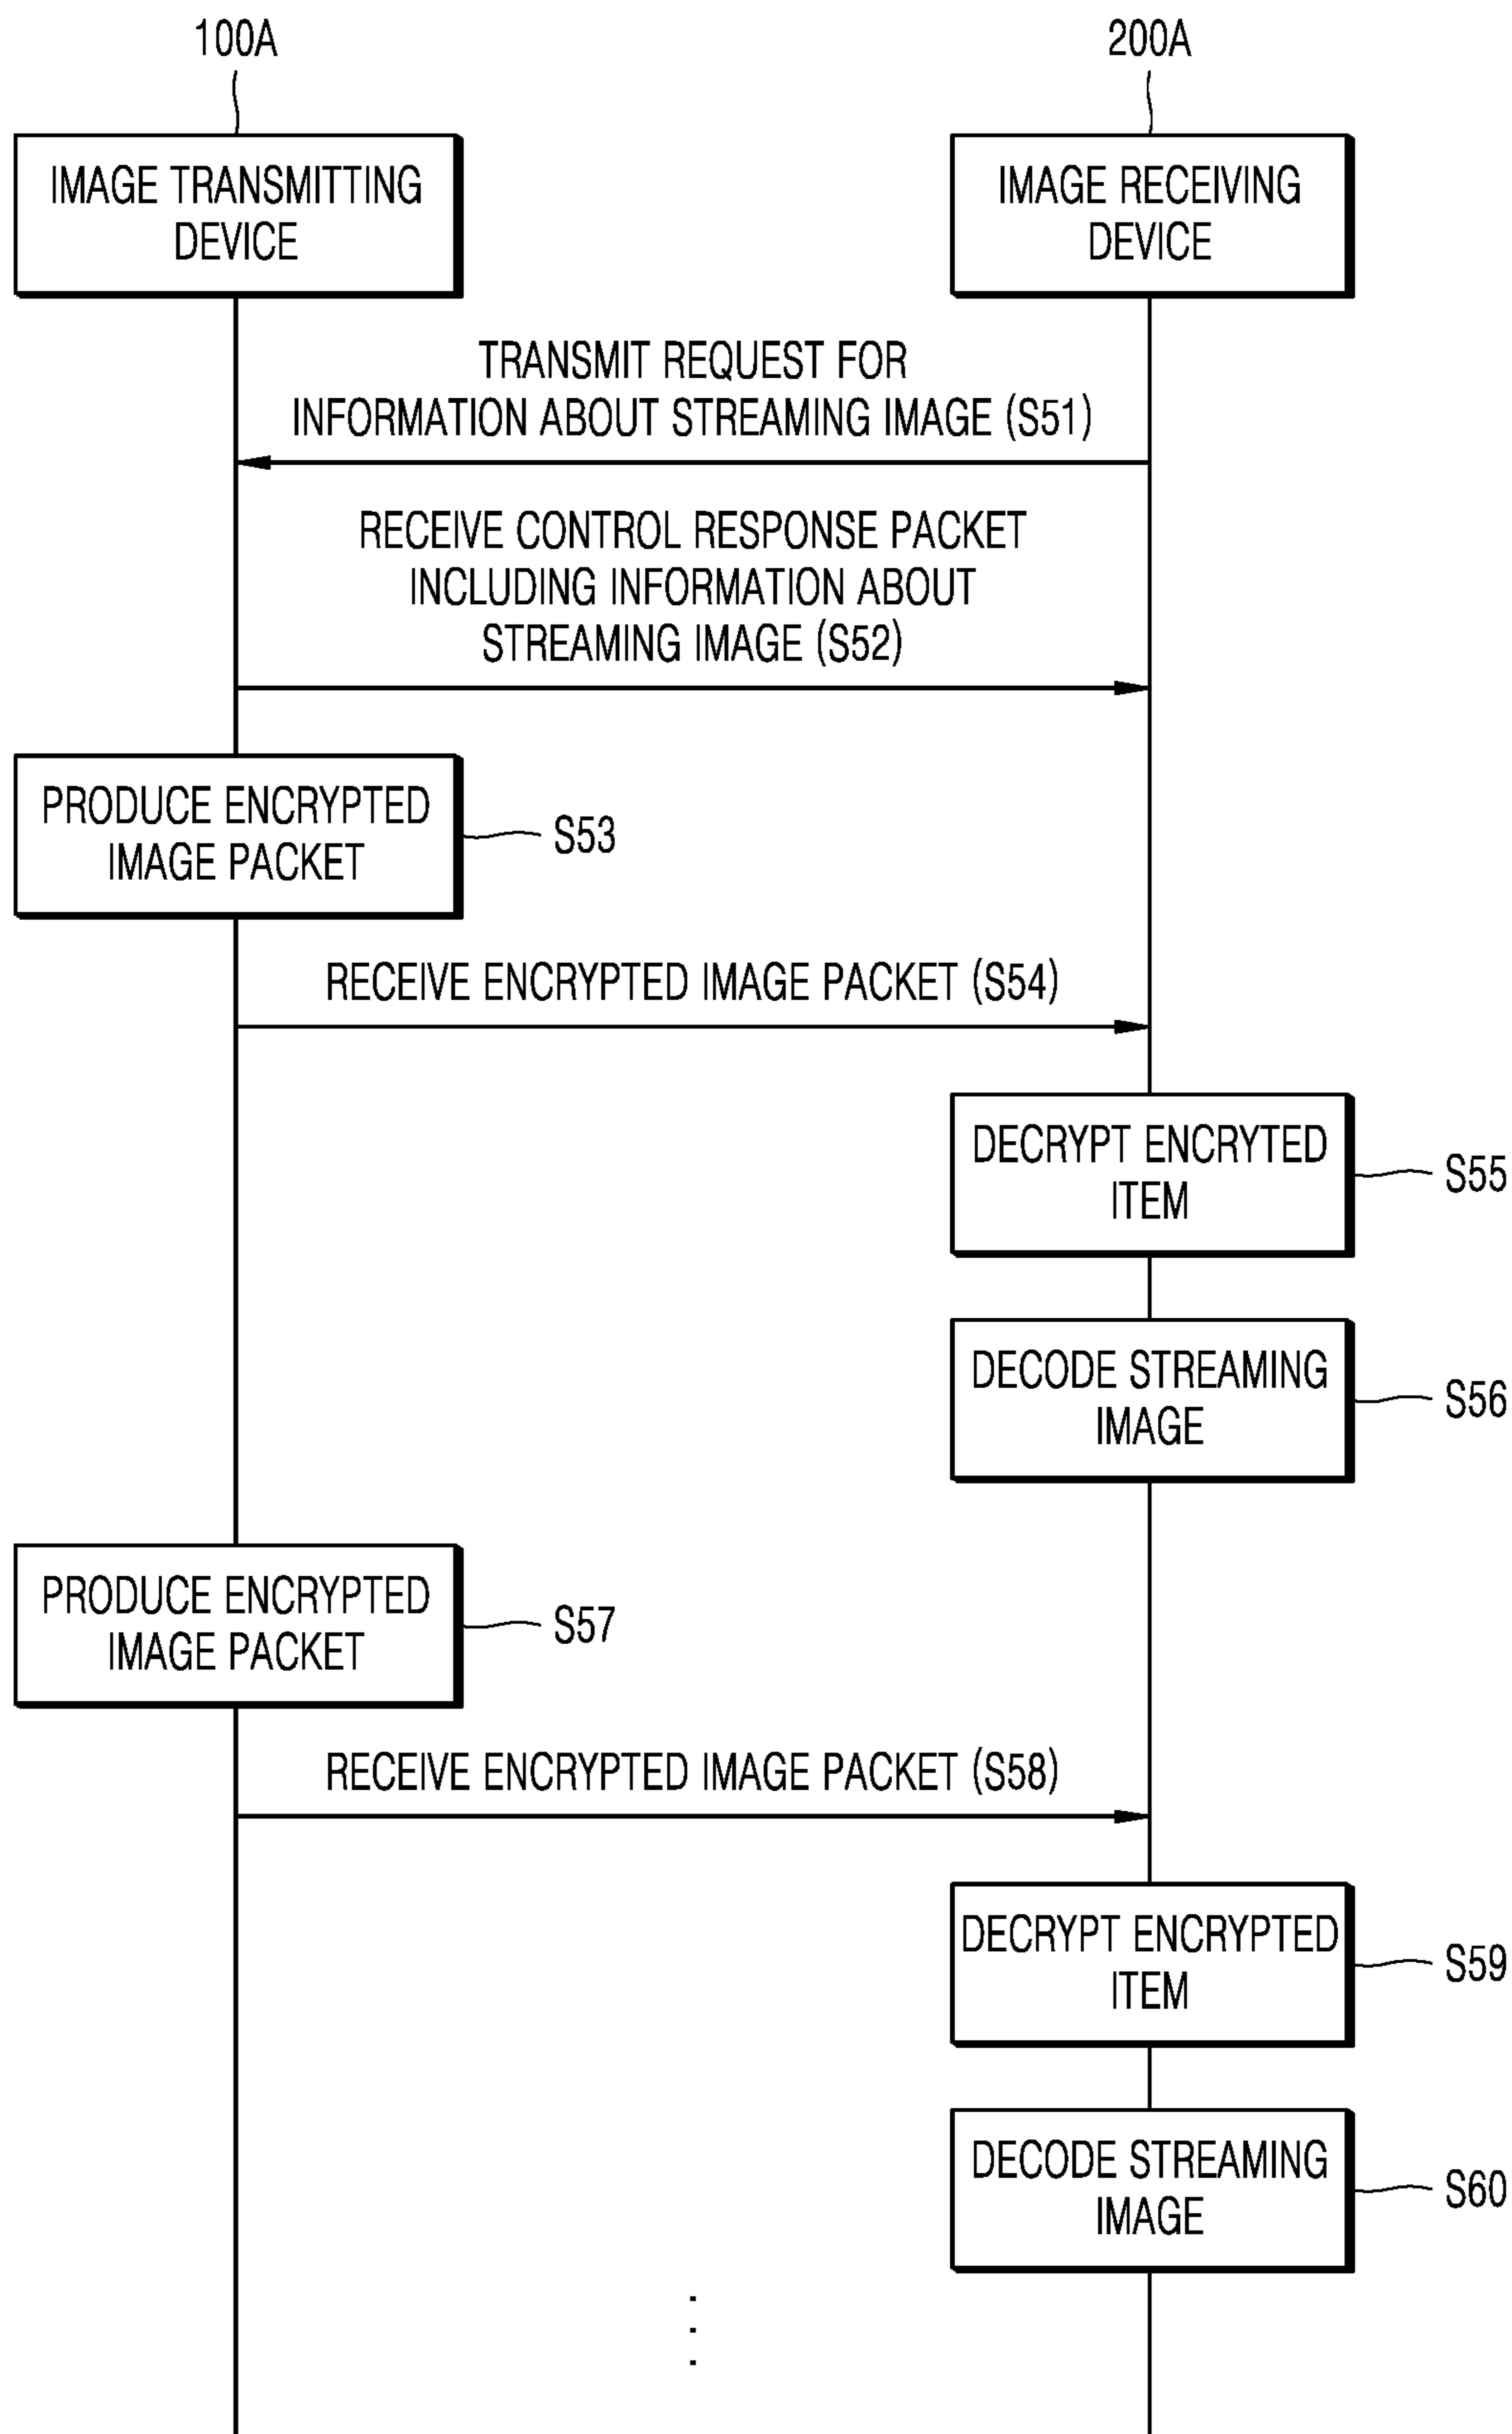 100A
200A
IMAGE TRANSMITTING
DEVICE
IMAGE RECEIVING
DEVICE
TRANSMIT REQUEST FOR
INFORMATION ABOUT STREAMING IMAGE (S51)
RECEIVE CONTROL RESPONSE PACKET
INCLUDING INFORMATION ABOUT
STREAMING IMAGE (S52)
PRODUCE ENCRYPTED
IMAGE PACKET
S53
RECEIVE ENCRYPTED IMAGE PACKET (S54)
DECRYPT ENCRYTED
ITEM
S55
DECODE STREAMING
IMAGE
S56
PRODUCE ENCRYPTED
IMAGE PACKET
S57
RECEIVE ENCRYPTED IMAGE PACKET (S58)
DECRYPT ENCRYPTED
ITEM
S59
DECODE STREAMING
IMAGE
S60